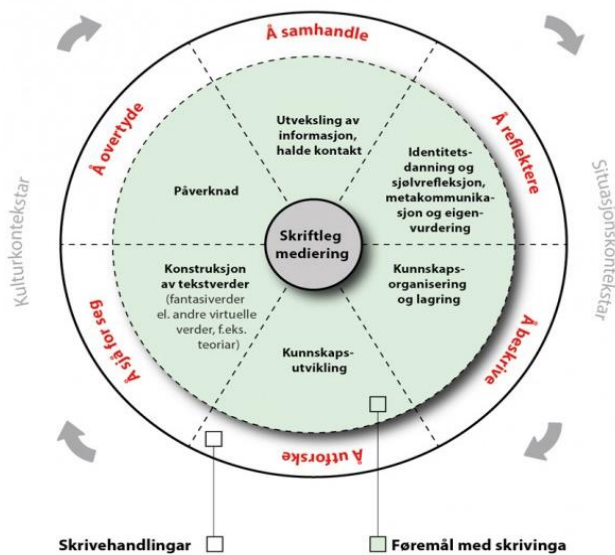 Å samhandle
Å reflektere
Å beskrive
Å utforske
Å sjå for seg
Å overtyde
Kulturkontekstar
Situasjonskontekstar
Utveksling av
informasjon,
halde kontakt
Identitets-
danning og
sjølvrefleksjon,
metakommunika-
sjon og eigen-
vurdering
Kunnskaps-
organisering
og lagring
Kunnskaps-
utvikling
Konstruksjon
av tekstverder
(fantasiverder
el. andre virtuelle
verder, f.eks.
teoriar)
Påverknad
Skriftleg
mediering
Skrivehandlingar
Føremål med skrivinga